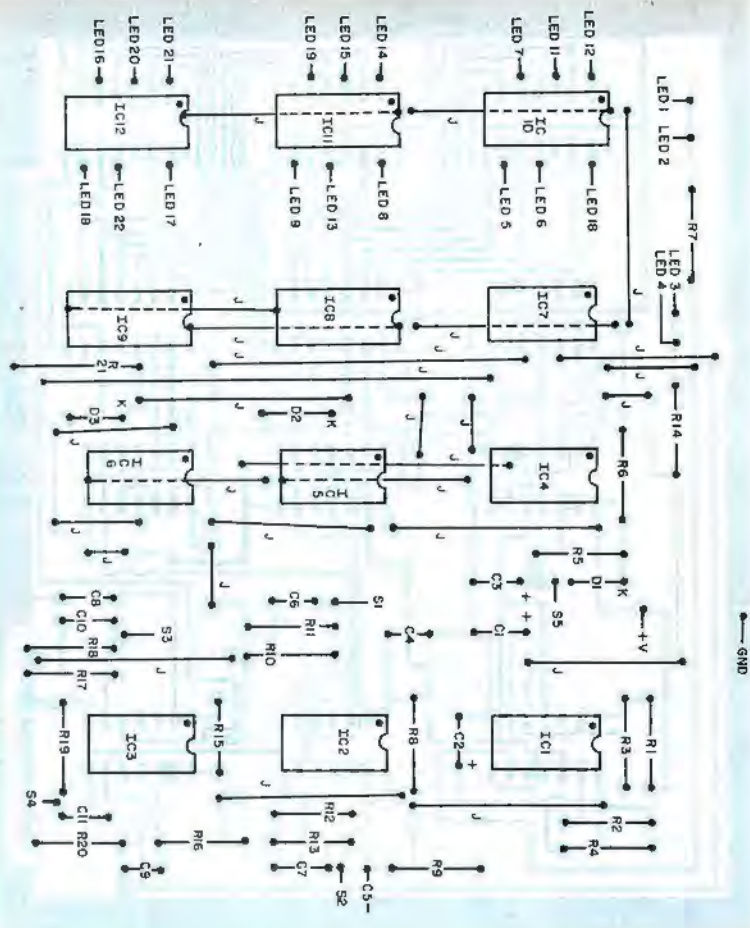 LED 16
LED 20
LED 21
LED 19
LED 15
LED 14
LED 7
LED 11
LED 12
LED 1
LED 2
IC12
J
IC11
J
IC
10
LED 18
LED 22
LED 17
LED 9
LED 13
LED 8
LED 5
LED 6
LED 18
R7
LED 3
LED 4
J
IC9
J
J
IC8
J
IC7
J
R
21
J
J
J
J
J
K
D3
J
J
D2
K
J
J
R14
IC
6
J
IC
5
J
IC4
R6
J
J
J
J
J
R5
C8
C10
R18
R17
S3
J
C6
S1
R11
R10
C4
C3
+
+
C1
S5
D1
K
+V
J
GND
R19
IC3
R15
IC2
R8
C2
+
IC1
R3
R1
J
J
S4
C11
R20
R16
C9
R12
R13
C7
S2
C5
R9
R2
R4